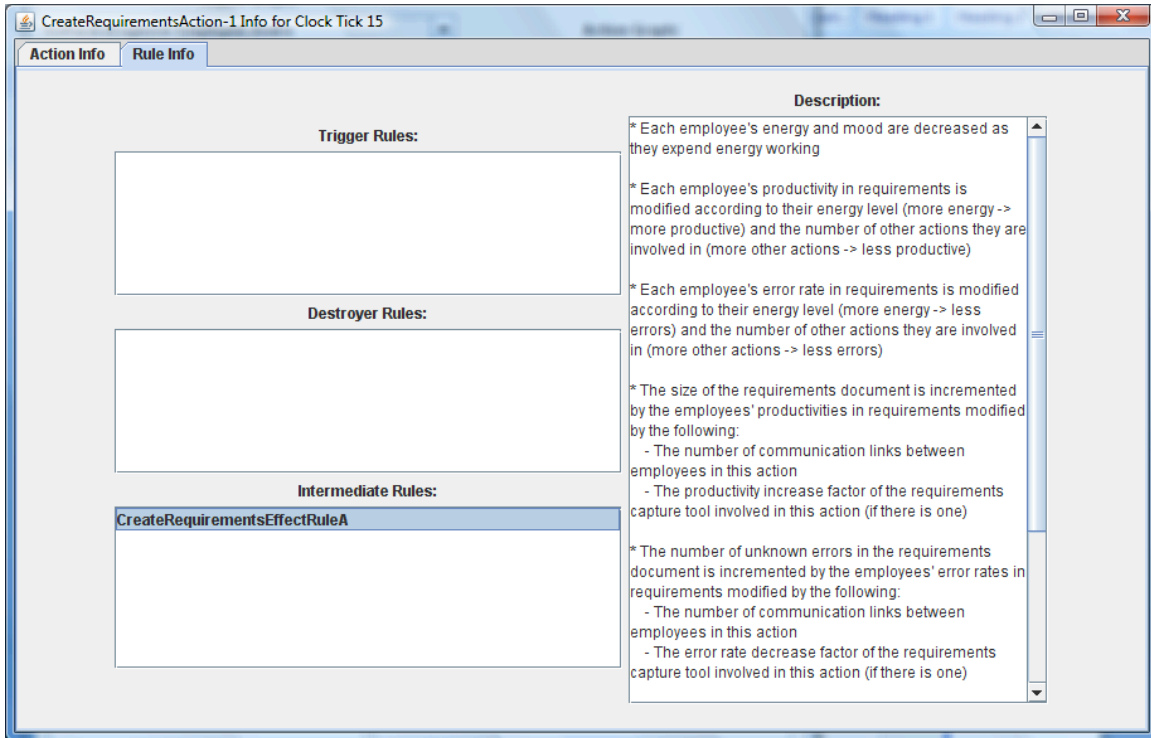 CreateRequirementsAction-1 Info for Clock Tick 15
Action Info
Rule Info
Trigger Rules:
Destroyer Rules:
Intermediate Rules:
CreateRequirementsEffectRuleA
Description:
* Each employee's energy and mood are decreased as
they expend energy working
* Each employee's productivity in requirements is
modified according to their energy level (more energy ->
more productive) and the number of other actions they are
involved in (more other actions -> less productive)
* Each employee's error rate in requirements is modified
according to their energy level (more energy -> less
errors) and the number of other actions they are involved
in (more other actions -> less errors)
* The size of the requirements document is incremented
by the employees' productivities in requirements modified
by the following:
- The number of communication links between
employees in this action
- The productivity increase factor of the requirements
capture tool involved in this action (if there is one)
* The number of unknown errors in the requirements
document is incremented by the employees' error rates in
requirements modified by the following:
- The number of communication links between
employees in this action
- The error rate decrease factor of the requirements
capture tool involved in this action (if there is one)